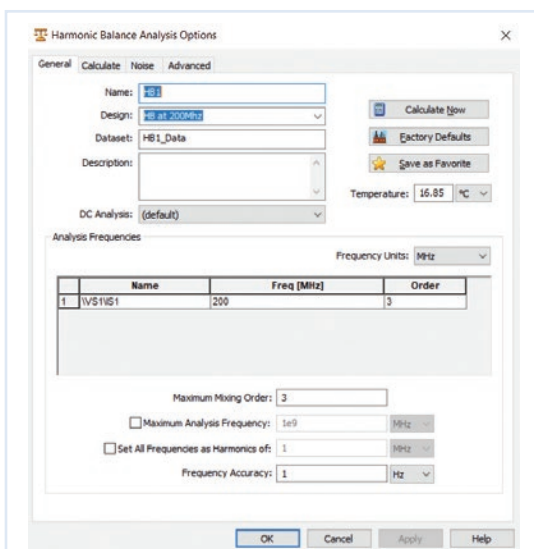 Harmonic Balance Analysis Options
General Calculate Noise Advanced
Name: HB1
Design: HB at 200Mhz
Dataset: HB1_Data
Description:
DC Analysis: (default)
Calculate Now
Factory Defaults
Save as Favorite
Temperature: 16.85 °C
Analysis Frequencies
Frequency Units: MHz
Name Freq [MHz] Order
1 \VS1\IS1 200 3
Maximum Mixing Order: 3
Maximum Analysis Frequency: 1e9 MHz
Set All Frequencies as Harmonics of: 1 MHz
Frequency Accuracy: 1 Hz
OK Cancel Apply Help